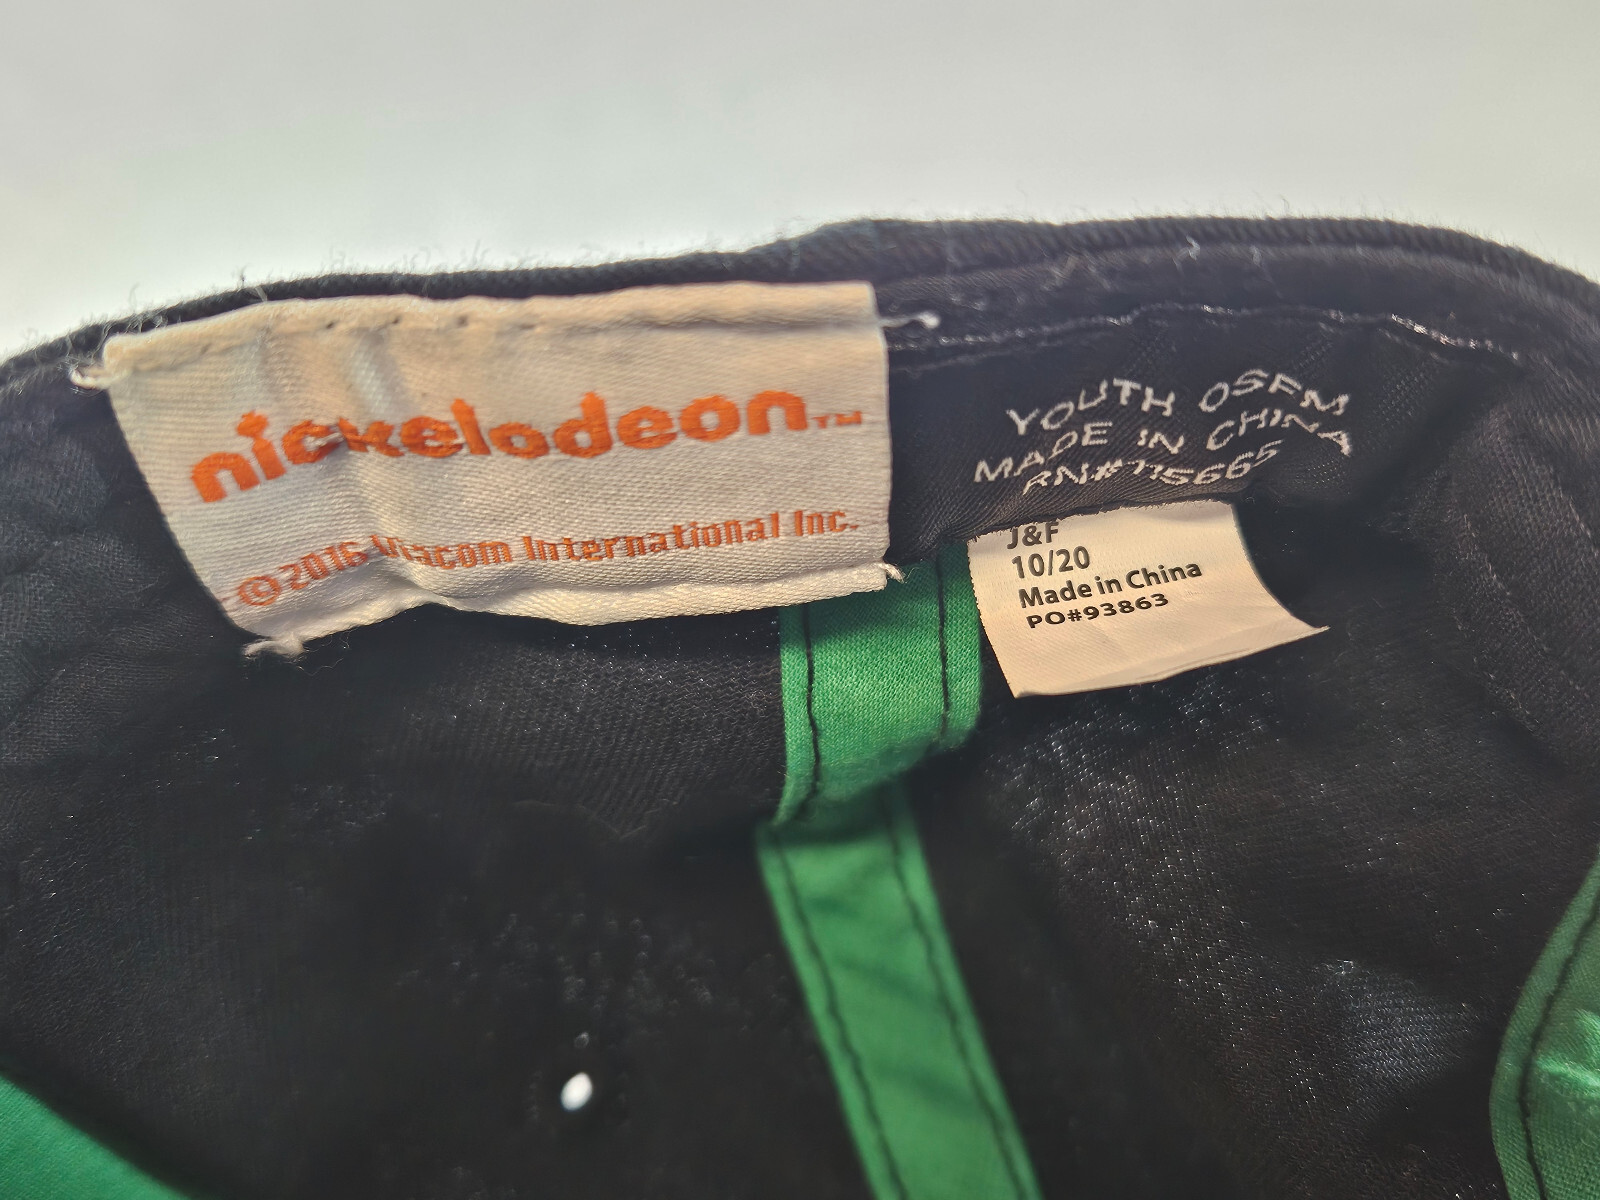 nickelodeon™
©2016 Viacom International Inc.
YOUTH OSFM
MADE IN CHINA
RN#115665
J&F
10/20
Made in China
PO#93863